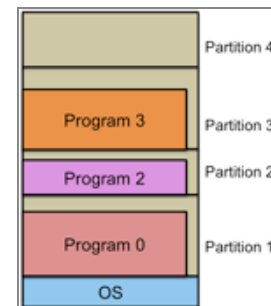 Partition 4
Program 3
Partition 3
Program 2
Partition 2
Program 0
Partition 1
OS